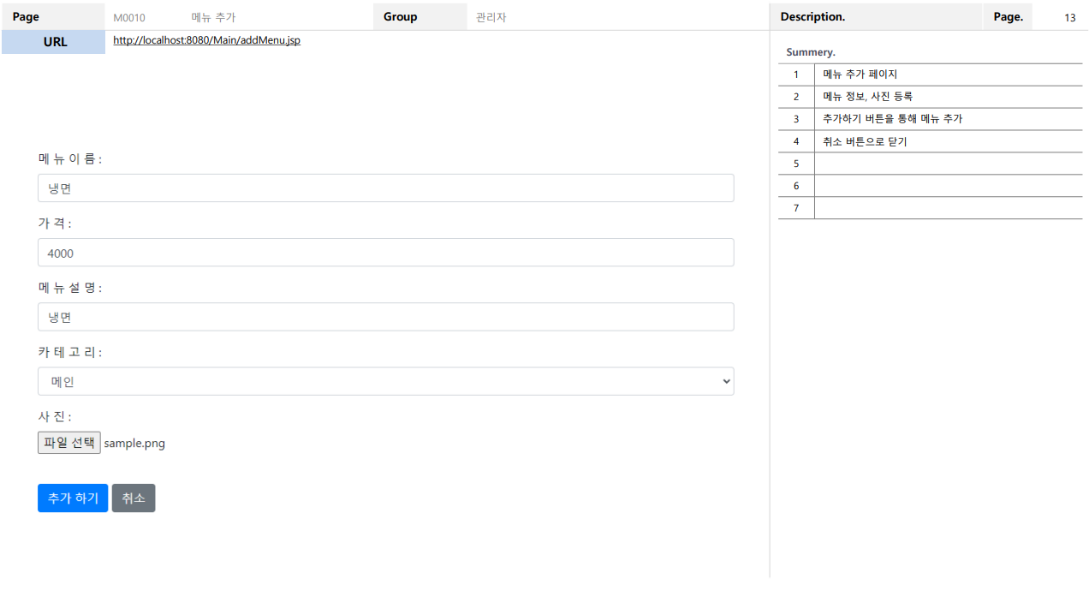 Page M0010 메뉴 추가 Group 관리자 Description. Page. 13
URL http://localhost:8080/Main/addMenu.jsp
Summery.
1 메뉴 추가 페이지
2 메뉴 정보, 사진 등록
3 추가하기 버튼을 통해 메뉴 추가
4 취소 버튼으로 닫기
5
6
7
메 뉴 이 름 :
냉면
가 격 :
4000
메 뉴 설 명 :
냉면
카 테 고 리 :
메인
사 진 :
파일 선택 sample.png
추가 하기 취소